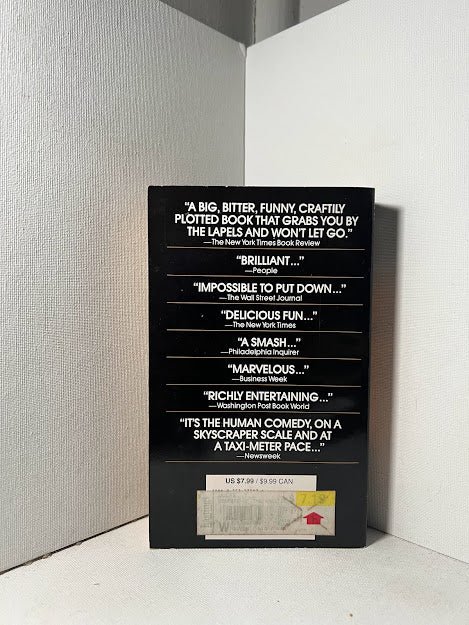 “A BIG, BITTER, FUNNY, CRAFTILY
PLOTTED BOOK THAT GRABS YOU BY
THE LAPELS AND WON’T LET GO.”
—The New York Times Book Review
“BRILLIANT...”
—People
“IMPOSSIBLE TO PUT DOWN...”
—The Wall Street Journal
“DELICIOUS FUN...”
—The New York Times
“A SMASH...”
—Philadelphia Inquirer
“MARVELOUS...”
—Business Week
“RICHLY ENTERTAINING...”
—Washington Post Book World
“IT’S THE HUMAN COMEDY, ON A
SKYSCRAPER SCALE AND AT
A TAXI-METER PACE...”
—Newsweek
US $7.99 / $9.99 CAN